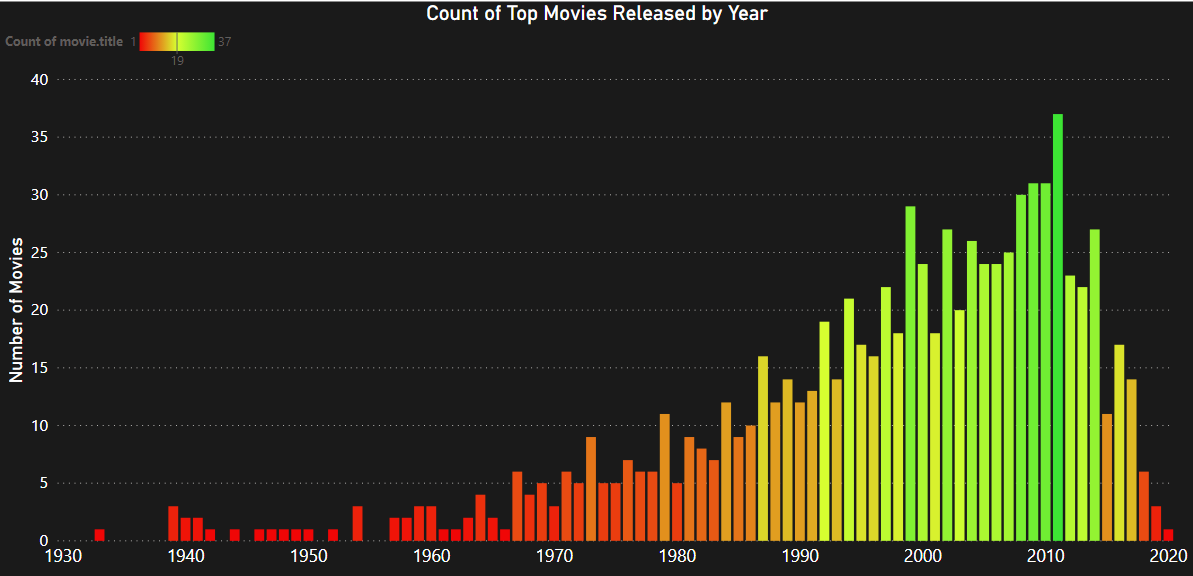 Count of Top Movies Released by Year
Count of movie.title 1 37
19
40
35
30
25
20
15
10
5
0
Number of Movies
1930 1940 1950 1960 1970 1980 1990 2000 2010 2020